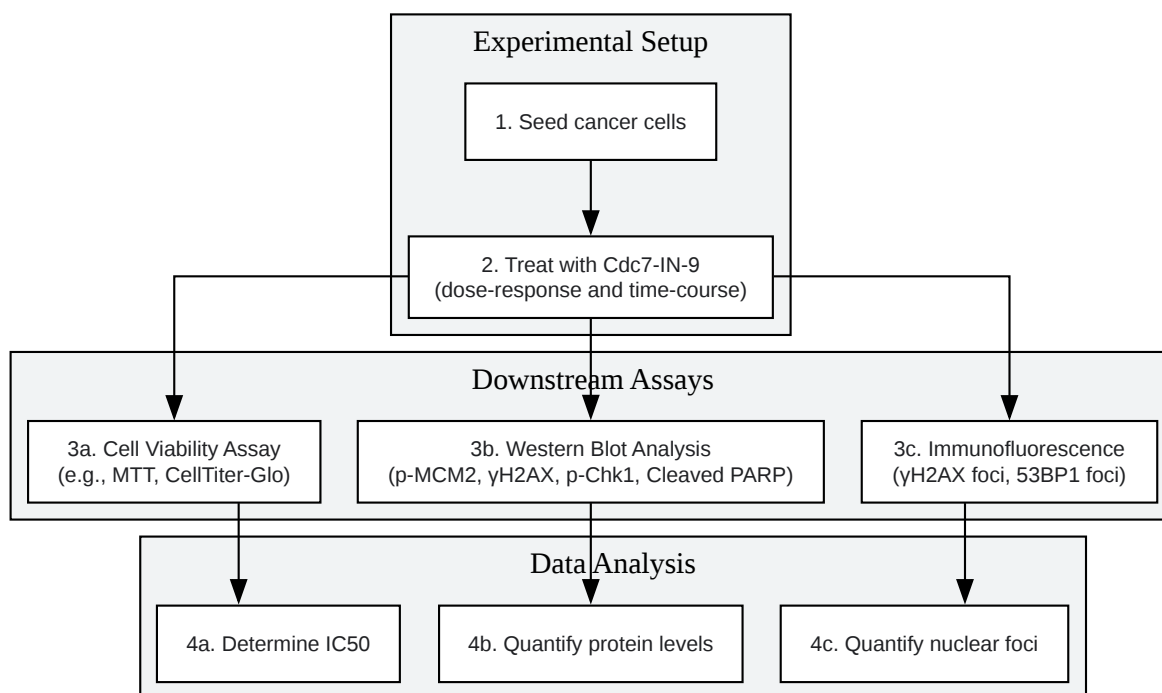 Experimental Setup
1. Seed cancer cells
2. Treat with Cdc7-IN-9
(dose-response and time-course)
Downstream Assays
3a. Cell Viability Assay
(e.g., MTT, CellTiter-Glo)
3b. Western Blot Analysis
(p-MCM2, γH2AX, p-Chk1, Cleaved PARP)
3c. Immunofluorescence
(γH2AX foci, 53BP1 foci)
Data Analysis
4a. Determine IC50
4b. Quantify protein levels
4c. Quantify nuclear foci